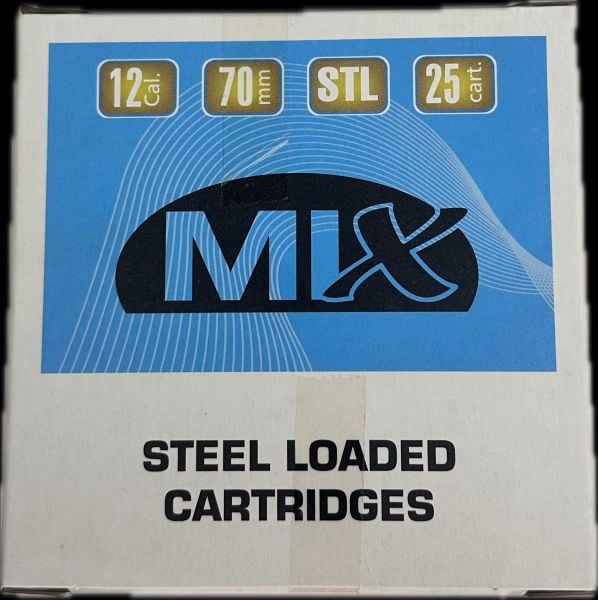 12 Cal. 70 mm STL 25 cart.
MIX
STEEL LOADED
CARTRIDGES